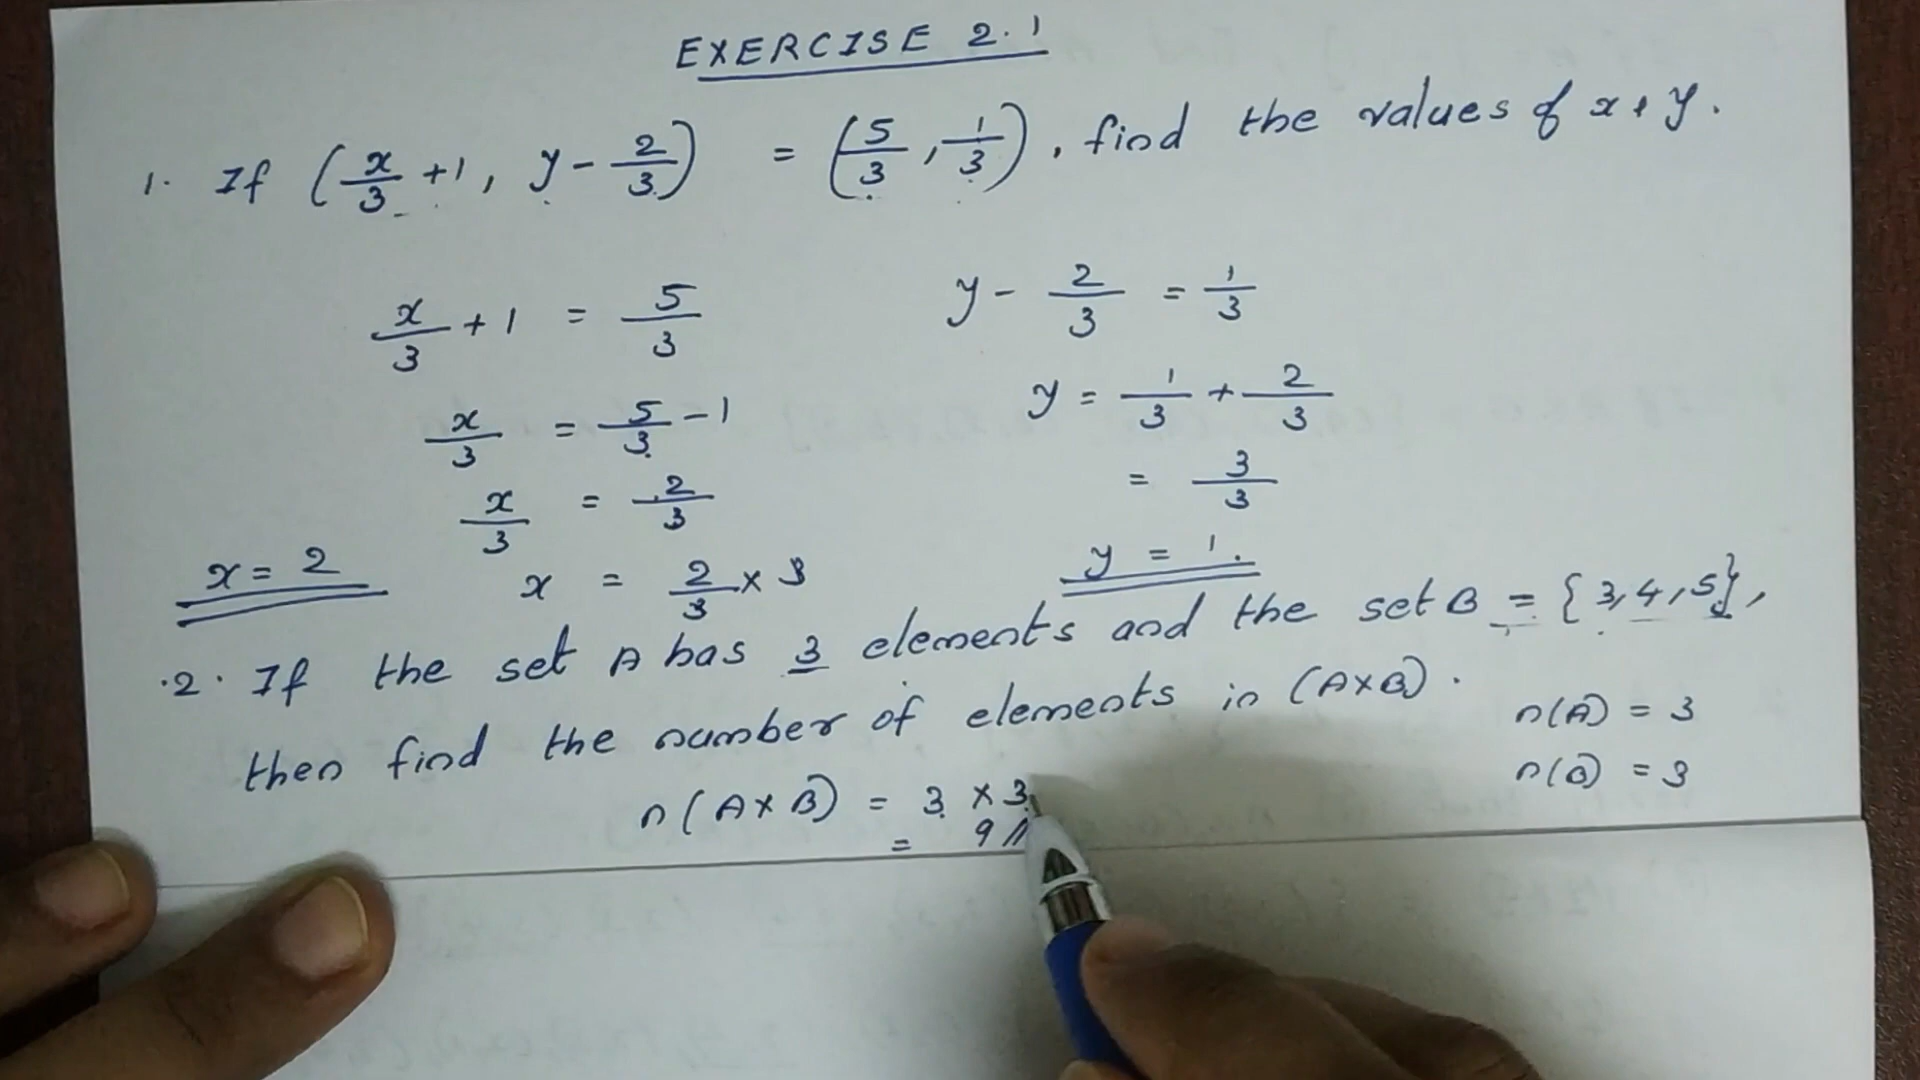 EXERCISE 2.1
1. If (x/3 + 1, y - 2/3) = (5/3, 1/3), find the values of x & y.
x/3 + 1 = 5/3
x/3 = 5/3 - 1
x/3 = 2/3
x = 2/3 × 3
x = 2
y - 2/3 = 1/3
y = 1/3 + 2/3
= 3/3
y = 1.
2. If the set A has 3 elements and the set B = {3,4,5},
then find the number of elements in (A×B).
n(A) = 3
n(B) = 3
n(A×B) = 3 × 3
= 9 //